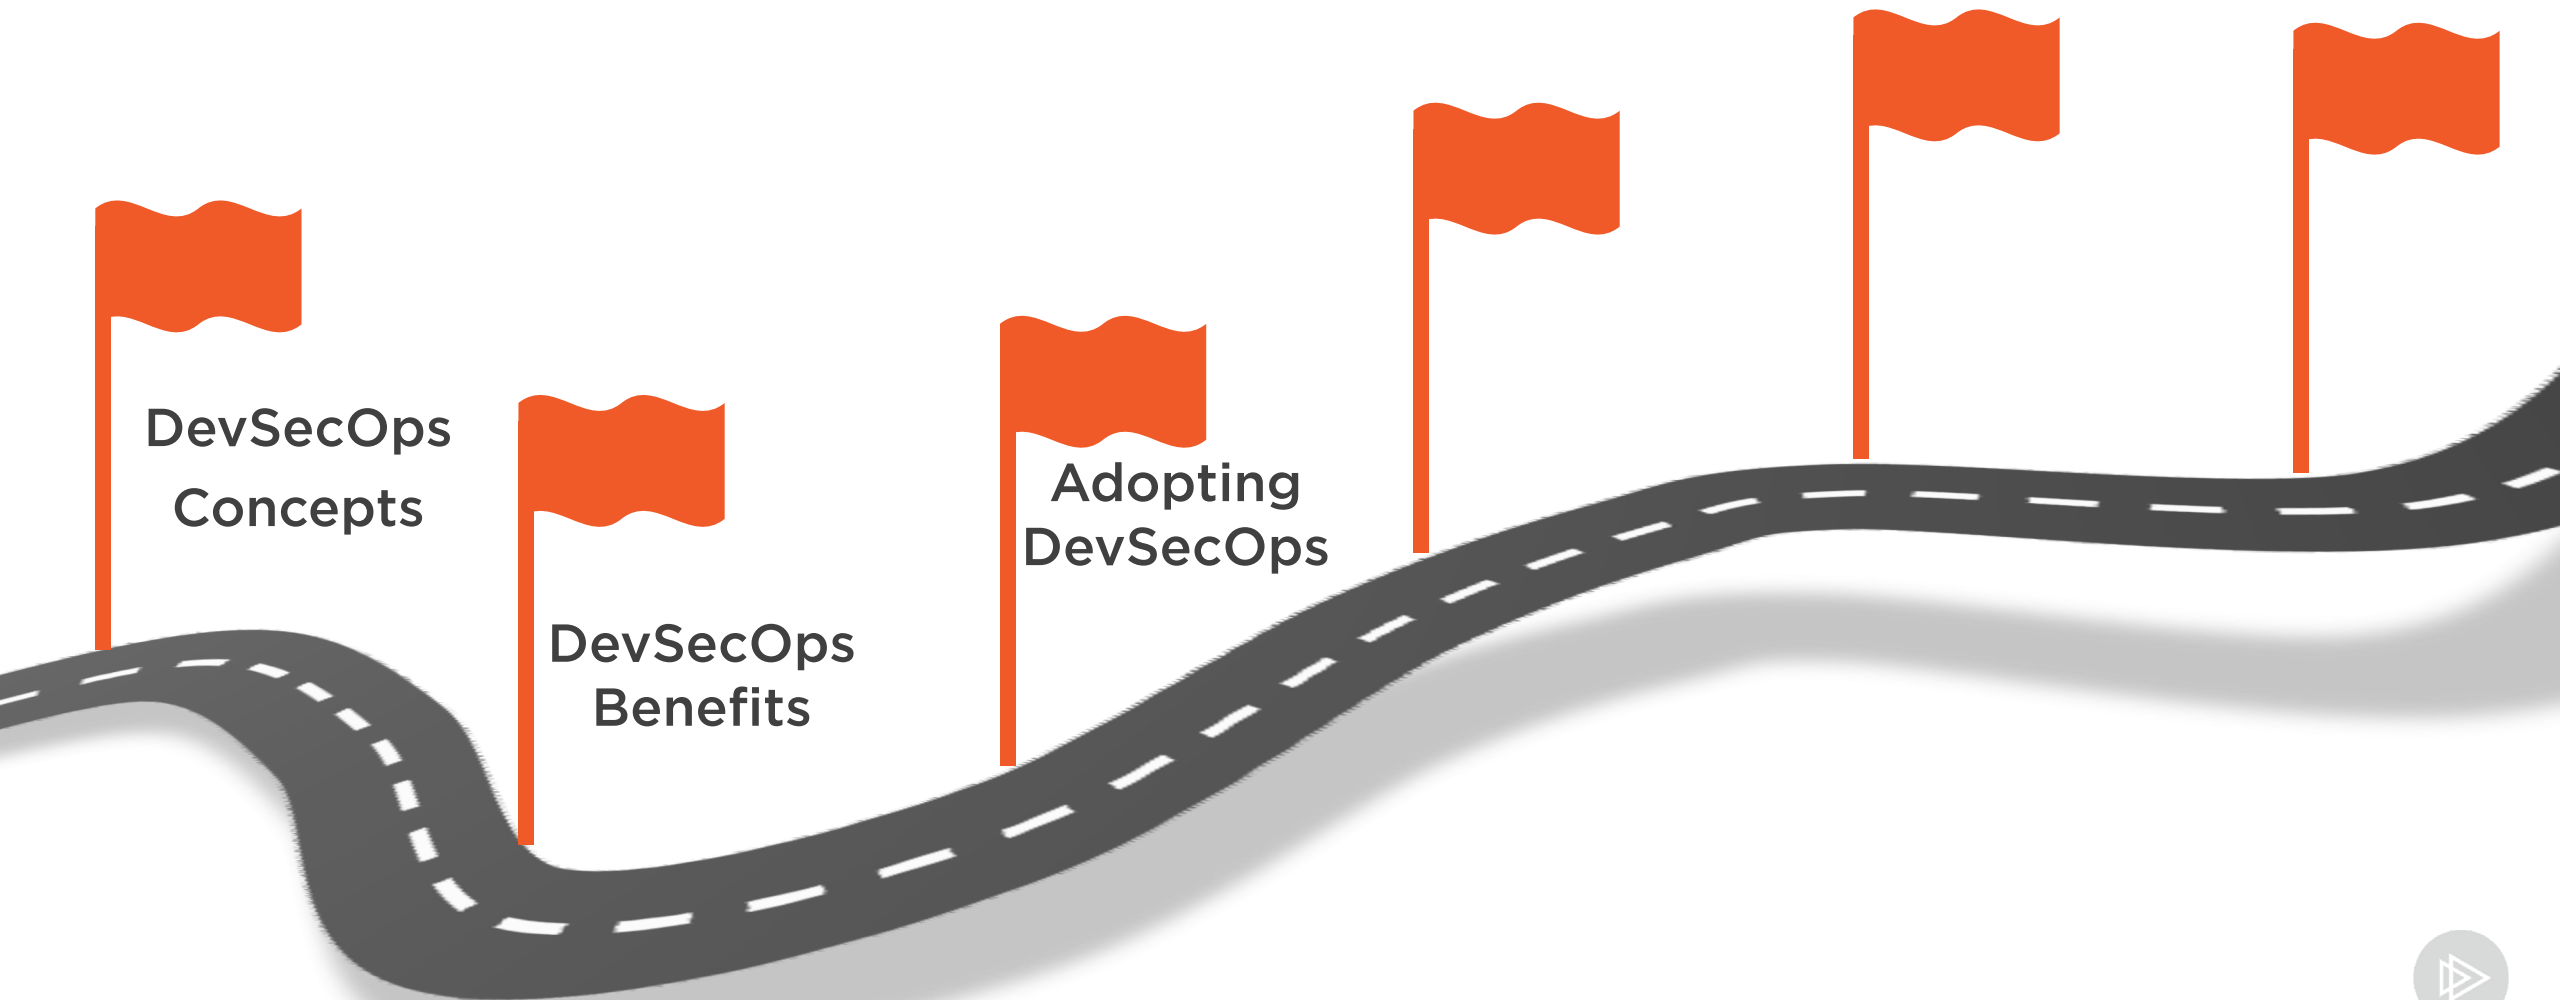 DevSecOps
Concepts
DevSecOps
Benefits
Adopting
DevSecOps